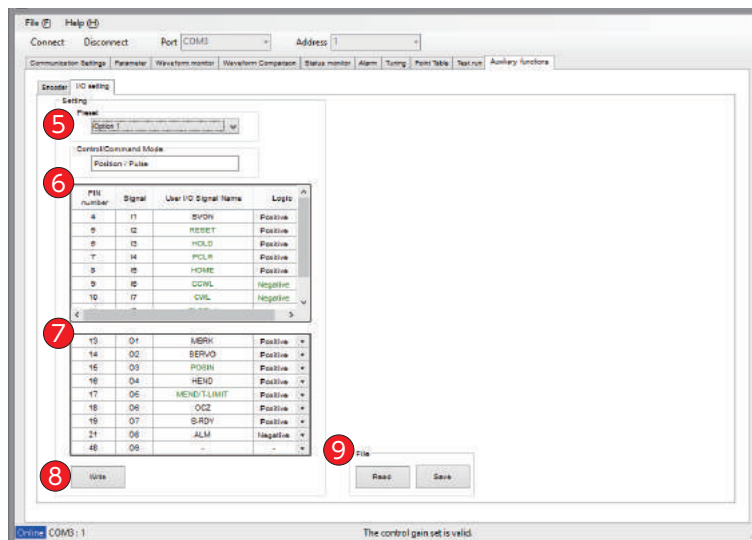 File (F) Help (H)
Connect Disconnect Port COM3 Address 1
Communication Settings Parameter Waveform monitor Waveform Comparison Status monitor Alarm Tuning Point Table Test run Auxiliary functions
Encoder I/O setting
Setting
5 Preset
Option 1
Control/Command Mode
Position / Pulse
6
PIN number Signal User I/O Signal Name Logic
4 I1 SVON Positive
5 I2 RESET Positive
6 I3 HOLD Positive
7 I4 PCLR Positive
8 I5 HOME Positive
9 I6 CCWL Negative
10 I7 CWL Negative
7
13 O1 MBRK Positive
14 O2 SERVO Positive
15 O3 POSIN Positive
16 O4 HEND Positive
17 O5 MEND/T-LIMIT Positive
18 O6 OCZ Positive
19 O7 S-RDY Positive
21 O8 ALM Negative
48 O9 - -
8 Write
9 File
Read Save
Online COM3 : 1 The control gain set is valid.